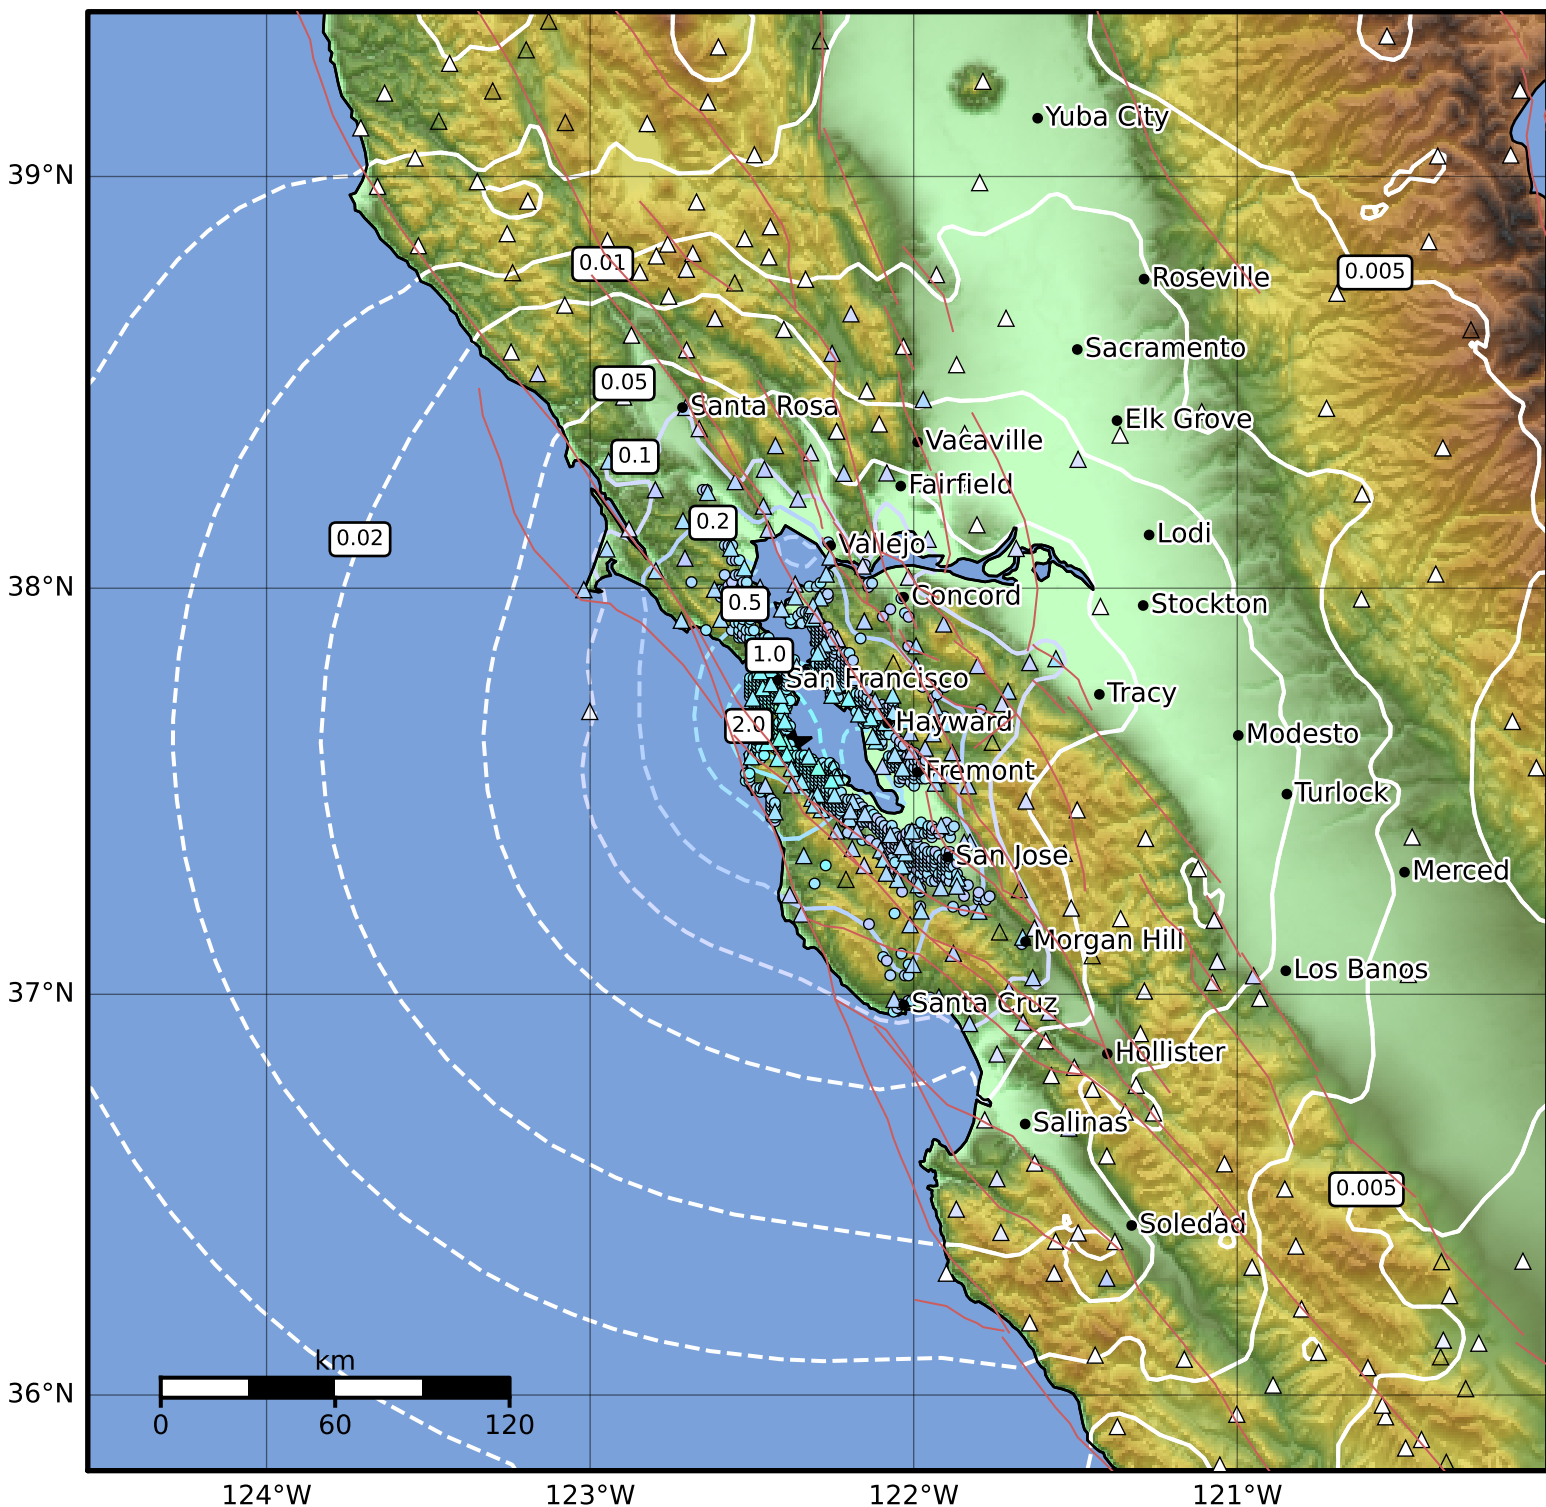 Yuba City
39°N
0.01
0.005
Roseville
Sacramento
0.05
Santa Rosa
Elk Grove
Vacaville
0.1
Fairfield
0.2
0.02
Lodi
Vallejo
38°N
Concord
0.5
Stockton
1.0
San Francisco
Tracy
2.0
Hayward
Modesto
Fremont
Turlock
San Jose
Merced
Morgan Hill
Los Banos
37°N
Santa Cruz
Hollister
Salinas
0.005
Soledad
km
36°N
0 60 120
124°W 123°W 122°W 121°W